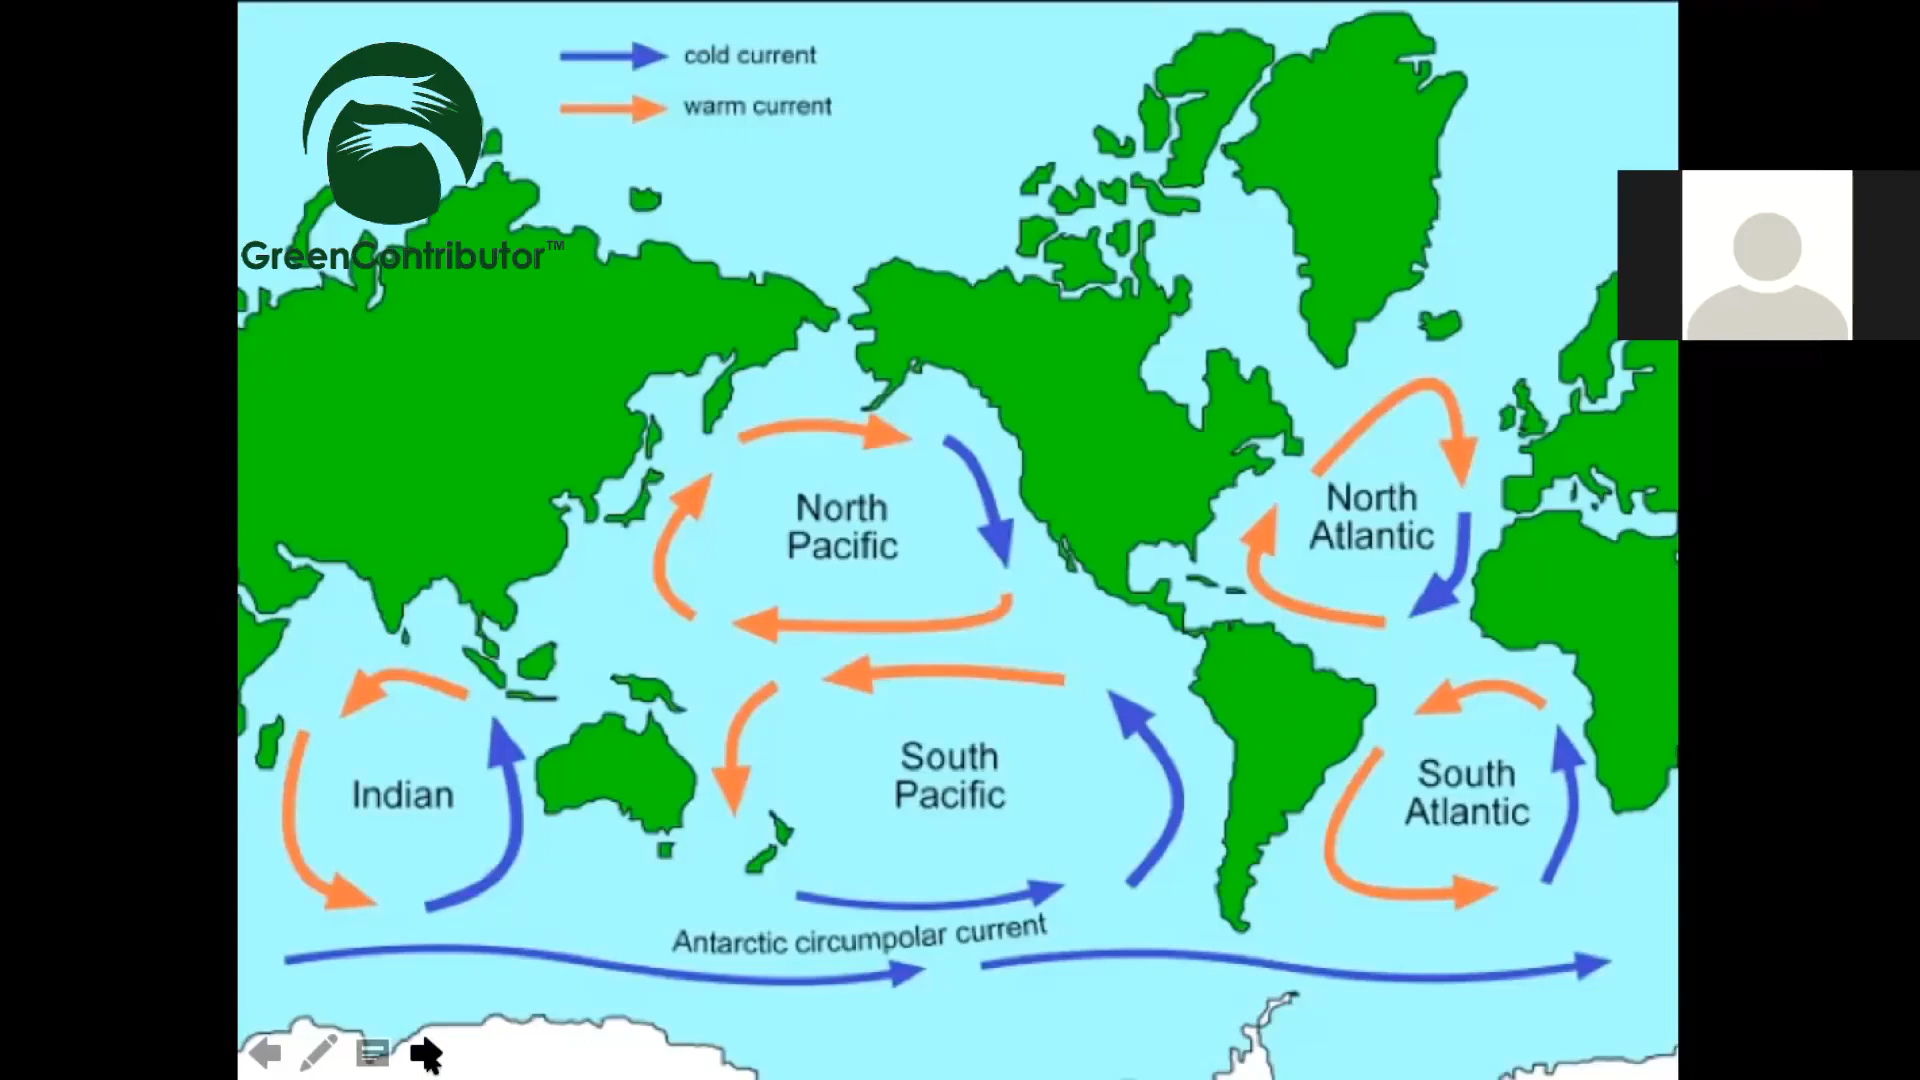 cold current
warm current
GreenContributor™
North
Pacific
North
Atlantic
Indian
South
Pacific
South
Atlantic
Antarctic circumpolar current